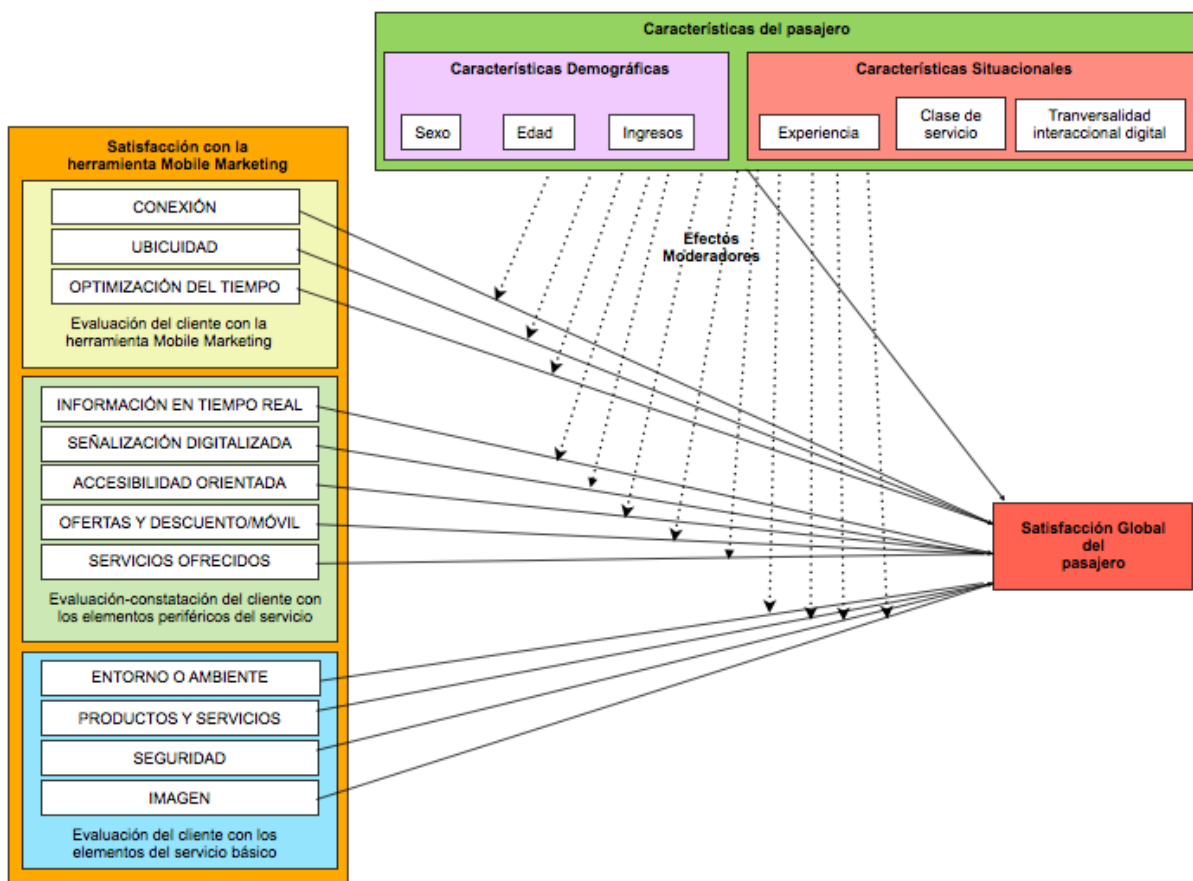 Características del pasajero
Característícas Demográficas
Sexo
Edad
Ingresos
Características Situacionales
Experiencia
Clase de
servicio
Tranversalidad
interaccional digital
Efectos
Moderadores
Satisfacción con la
herramienta Mobile Marketing
CONEXIÓN
UBICUIDAD
OPTIMIZACIÓN DEL TIEMPO
Evaluación del cliente con la
herramienta Mobile Marketing
INFORMACIÓN EN TIEMPO REAL
SEÑALIZACIÓN DIGITALIZADA
ACCESIBILIDAD ORIENTADA
OFERTAS Y DESCUENTO/MÓVIL
SERVICIOS OFRECIDOS
Evaluación-constatación del cliente con
los elementos periféricos del servicio
ENTORNO O AMBIENTE
PRODUCTOS Y SERVICIOS
SEGURIDAD
IMAGEN
Evaluación del cliente con los
elementos del servicio básico
Satisfacción Global
del
pasajero